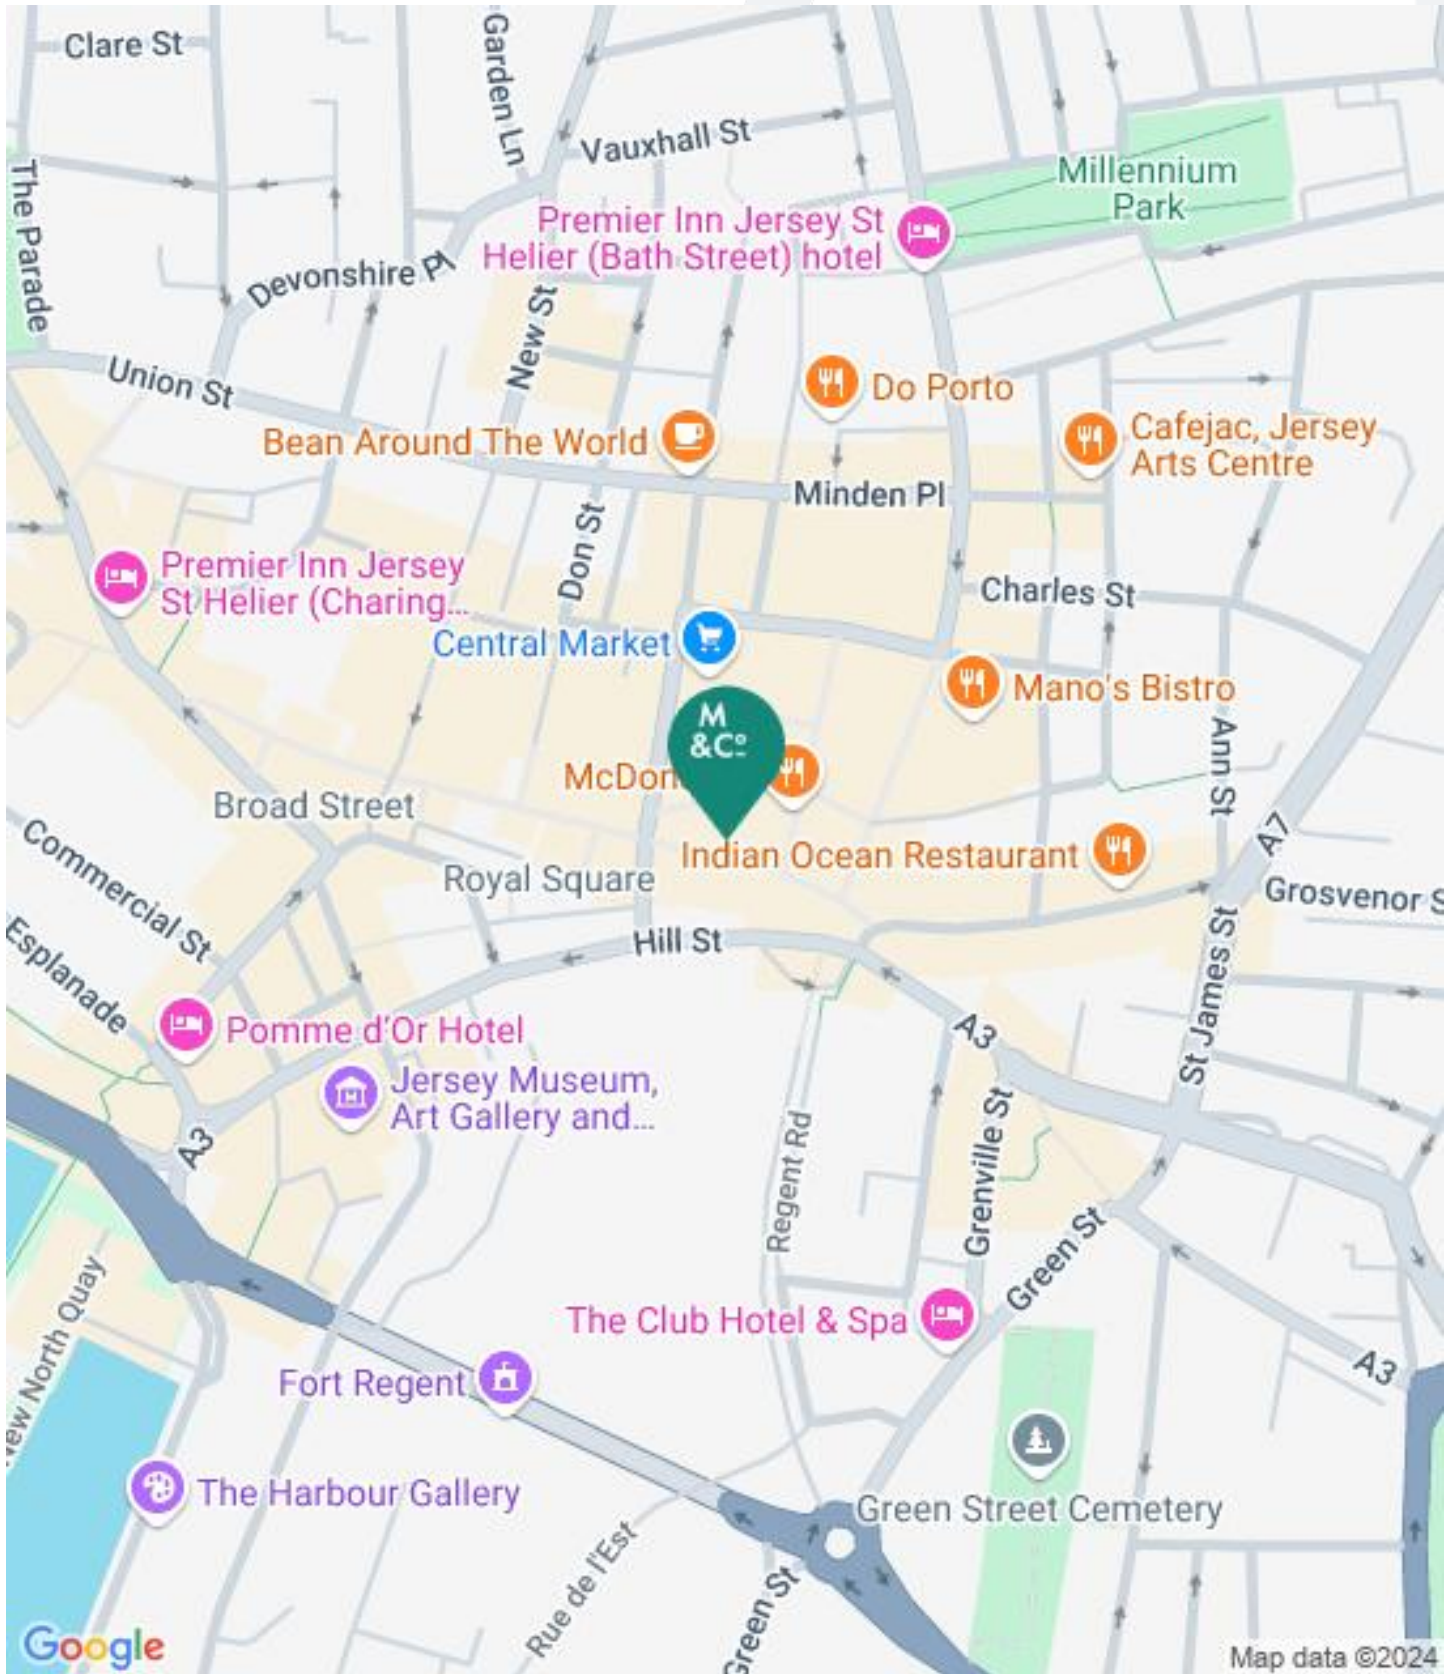 Clare St
Garden Ln
Vauxhall St
The Parade
Millennium
Park
Premier Inn Jersey St
Helier (Bath Street) hotel
Devonshire Pl
New St
Union St
Do Porto
Bean Around The World
Cafejac, Jersey
Arts Centre
Minden Pl
Don St
Premier Inn Jersey
St Helier (Charing...
Charles St
Central Market
Mano's Bistro
M
&Co
McDon
Ann St
Broad Street
Commercial St
A7
Indian Ocean Restaurant
Royal Square
Grosvenor S
Esplanade
Hill St
St James St
Pomme d'Or Hotel
A3
Jersey Museum,
Art Gallery and...
A3
Regent Rd
Grenville St
Green St
New North Quay
The Club Hotel & Spa
A3
Fort Regent
The Harbour Gallery
Green Street Cemetery
Rue de l'Est
Green St
Google
Map data ©2024